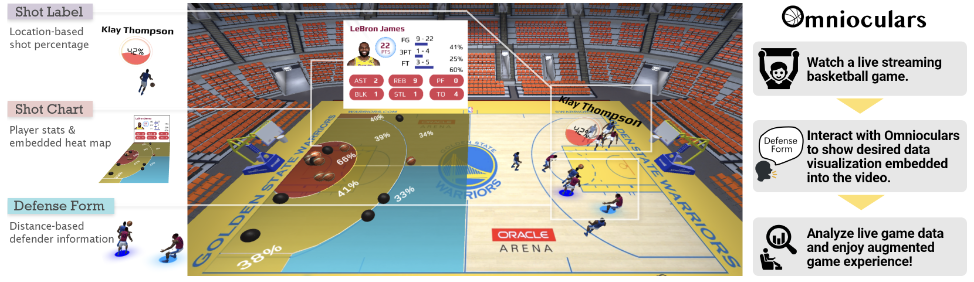 Shot Label
Location-based
shot percentage
Klay Thompson
42%
Shot Chart
Player stats &
embedded heat map
Defense Form
Distance-based
defender information
LeBron James
22
PTS
FG 9 - 22 41%
3PT 1 - 4 25%
FT 3 - 5 60%
AST 2 REB 9 PF 0
BLK 1 STL 1 TO 4
Klay Thompson
42%
40%
39%
34%
66%
41%
33%
38%
GOLDEN STATE WARRIORS
WARRIORS
GOLDEN STATE WARRIORS
ORACLE
ARENA
Omnioculars
Watch a live streaming
basketball game.
Defense
Form
Interact with Omnioculars
to show desired data
visualization embedded
into the video.
Analyze live game data
and enjoy augmented
game experience!